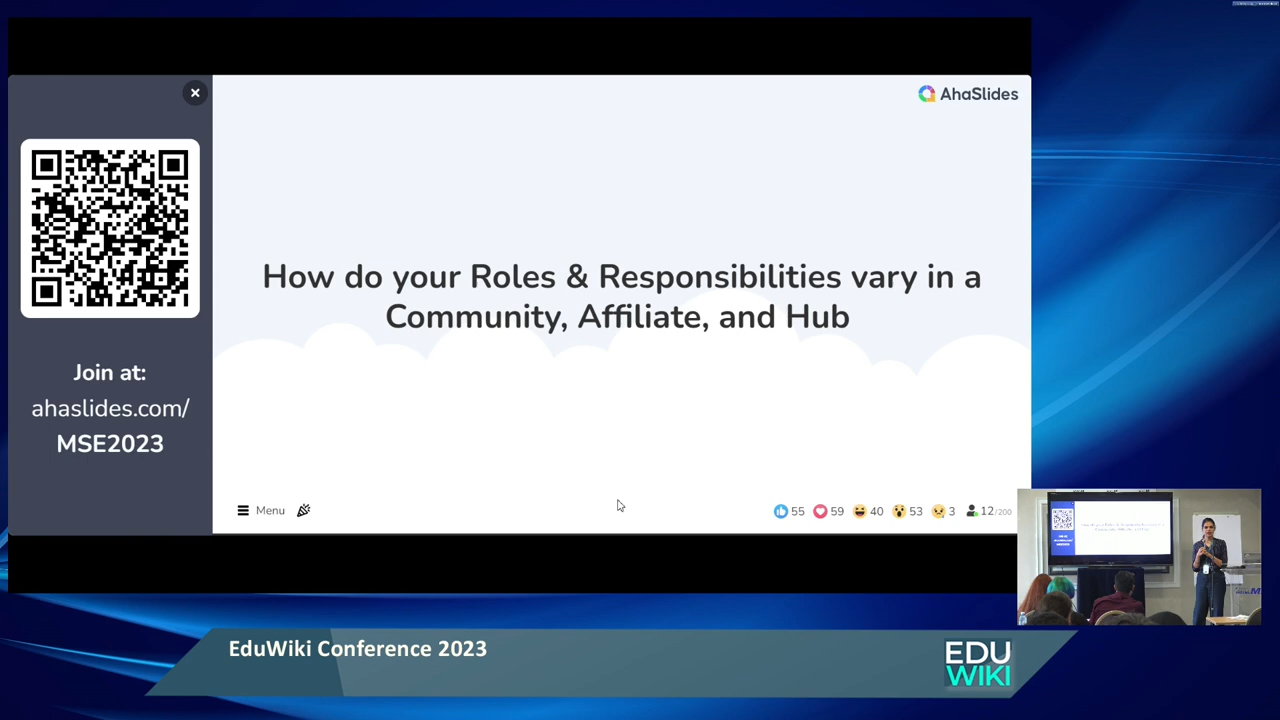 AhaSlides
How do your Roles & Responsibilities vary in a
Community, Affiliate, and Hub
Join at:
ahaslides.com/
MSE2023
Menu
55
59
40
53
3
12/200
EduWiki Conference 2023
EDU
WIKI